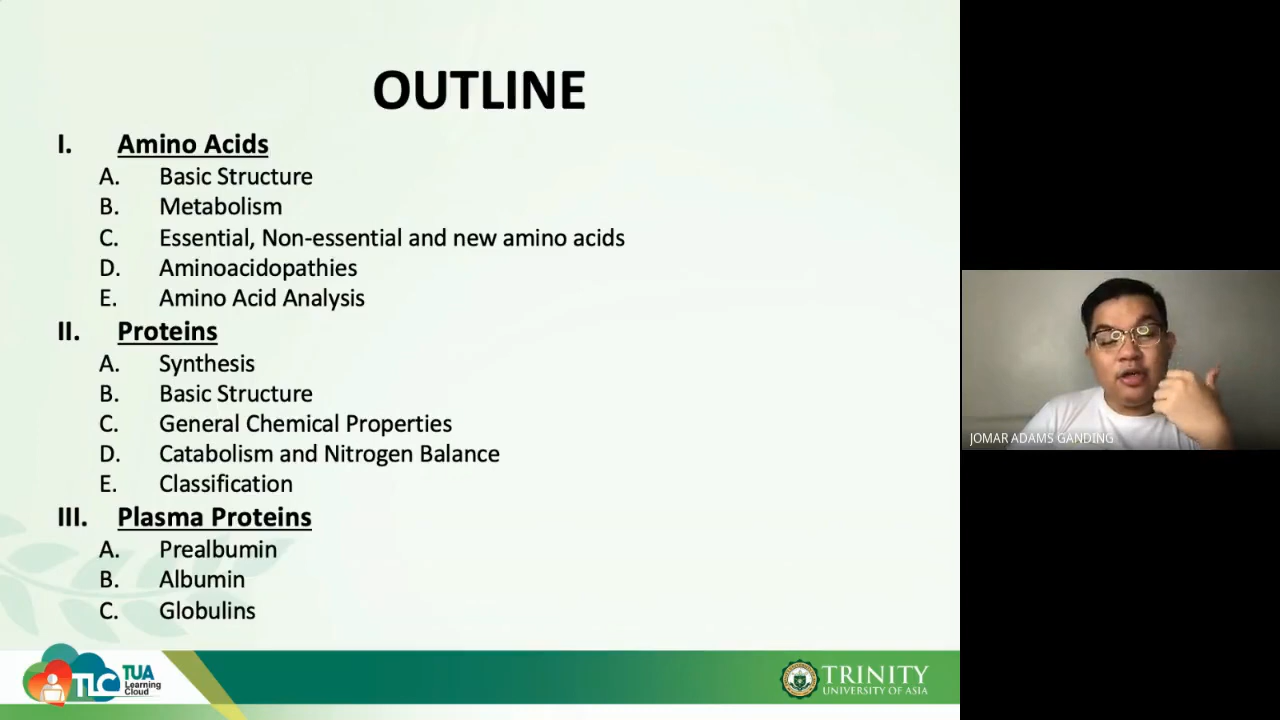 OUTLINE
I. Amino Acids
A. Basic Structure
B. Metabolism
C. Essential, Non-essential and new amino acids
D. Aminoacidopathies
E. Amino Acid Analysis
II. Proteins
A. Synthesis
B. Basic Structure
C. General Chemical Properties
D. Catabolism and Nitrogen Balance
E. Classification
III. Plasma Proteins
A. Prealbumin
B. Albumin
C. Globulins
JOMAR ADAMS GANDING
TLC
TUA
Learning
Cloud
TRINITY
UNIVERSITY OF ASIA